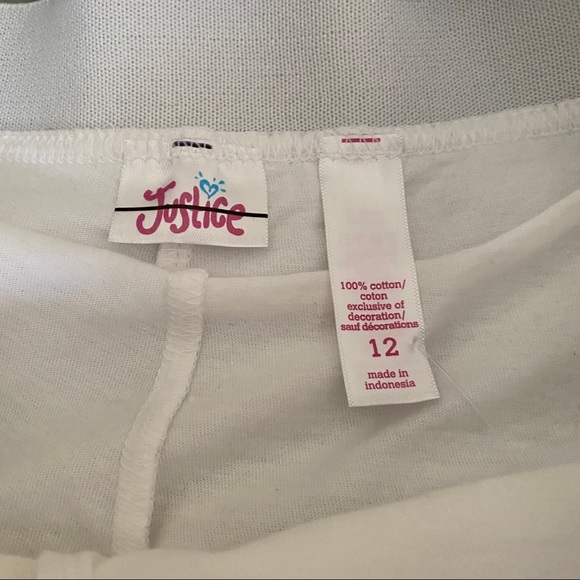 Justice
100% cotton/
coton
exclusive of
decoration/
sauf décorations
12
made in
indonesia